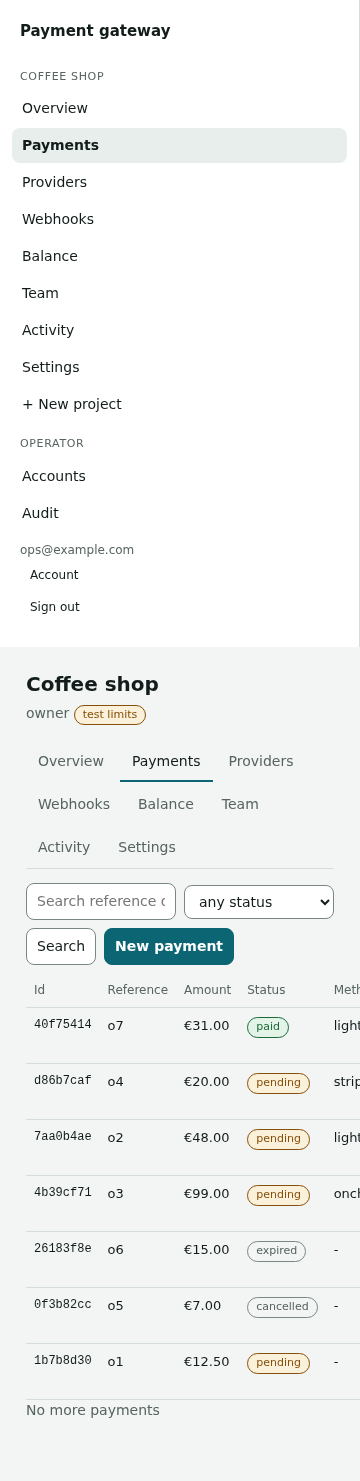 Payment gateway
COFFEE SHOP
Overview
Payments
Providers
Webhooks
Balance
Team
Activity
Settings
+ New project
OPERATOR
Accounts
Audit
ops@example.com
Account
Sign out
Coffee shop
owner test limits
Overview Payments Providers
Webhooks Balance Team
Activity Settings
Search reference any status
Search New payment
Id Reference Amount Status
40f75414 o7 €31.00 paid
d86b7caf o4 €20.00 pending
7aa0b4ae o2 €48.00 pending
4b39cf71 o3 €99.00 pending
26183f8e o6 €15.00 expired -
0f3b82cc o5 €7.00 cancelled -
1b7b8d30 o1 €12.50 pending -
No more payments